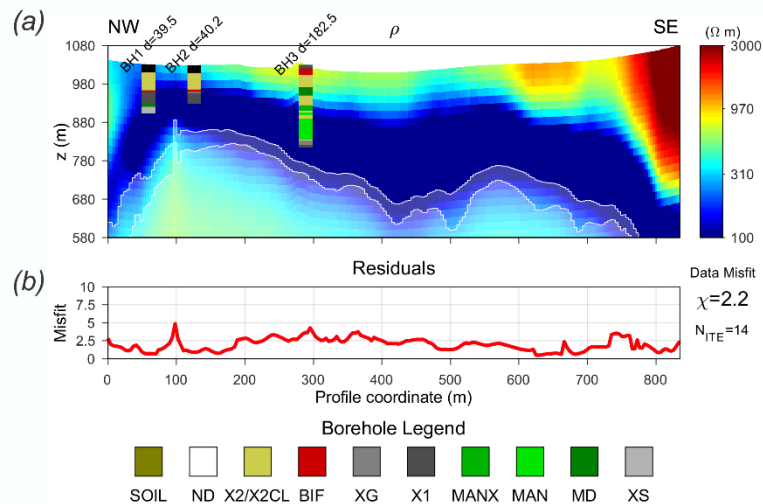 (a)
NW
BH1 d=39.5
BH2 d=40.2
BH3 d=182.5
ρ
SE
(Ω m)
1080
980
880
780
680
580
z (m)
3000
970
310
100
(b)
Residuals
Data Misfit
χ=2.2
N_ITE=14
10
7.5
5
2.5
0
Misfit
0 100 200 300 400 500 600 700 800
Profile coordinate (m)
Borehole Legend
SOIL ND X2/X2CL BIF XG X1 MANX MAN MD XS